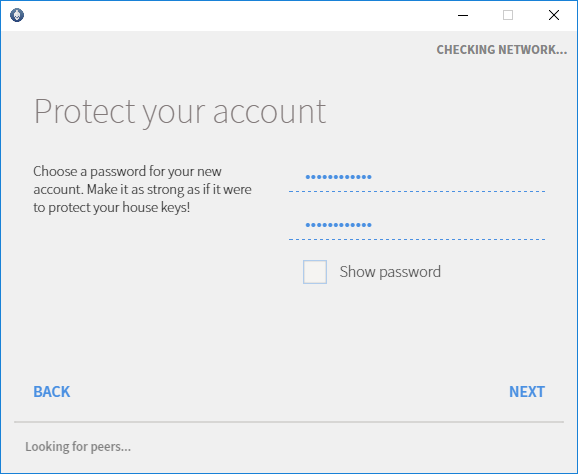 CHECKING NETWORK...
Protect your account
Choose a password for your new
account. Make it as strong as if it were
to protect your house keys!
••••••••••••
••••••••••••
Show password
BACK
NEXT
Looking for peers...